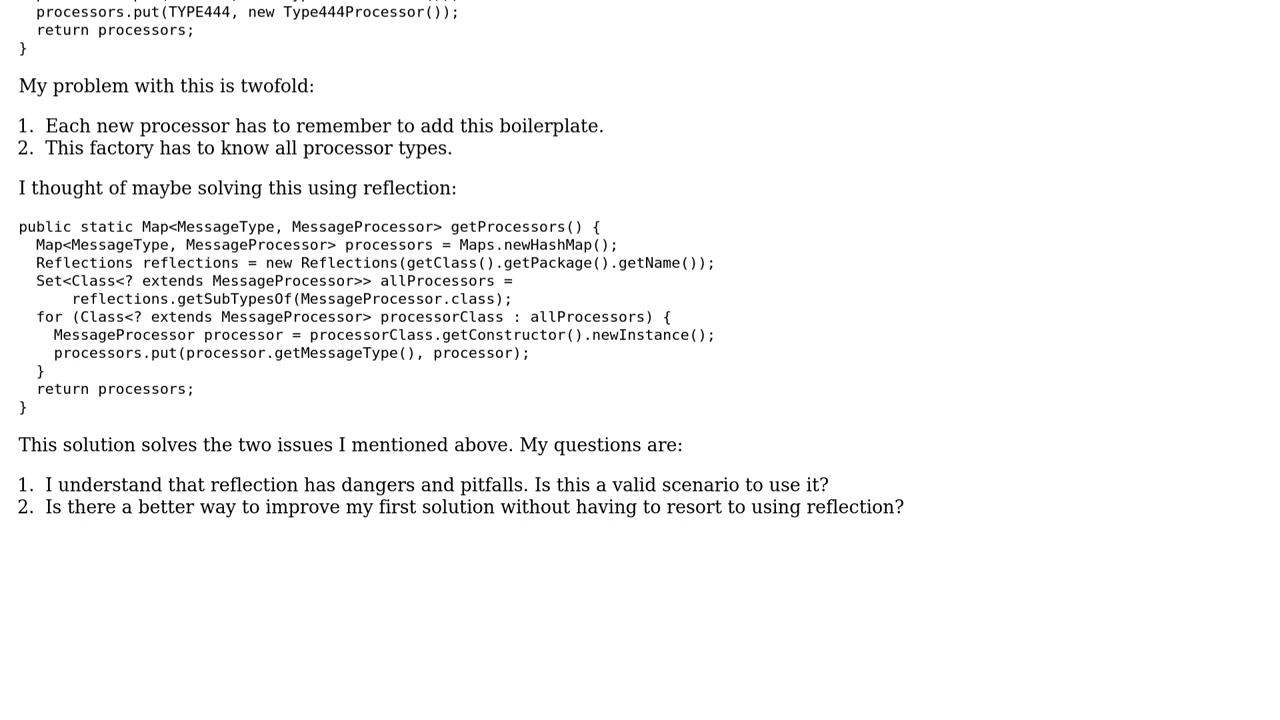 processors.put(TYPE444, new Type444Processor());
return processors;
}
My problem with this is twofold:
1. Each new processor has to remember to add this boilerplate.
2. This factory has to know all processor types.
I thought of maybe solving this using reflection:
public static Map<MessageType, MessageProcessor> getProcessors() {
Map<MessageType, MessageProcessor> processors = Maps.newHashMap();
Reflections reflections = new Reflections(getClass().getPackage().getName());
Set<Class<? extends MessageProcessor>> allProcessors =
reflections.getSubTypesOf(MessageProcessor.class);
for (Class<? extends MessageProcessor> processorClass : allProcessors) {
MessageProcessor processor = processorClass.getConstructor().newInstance();
processors.put(processor.getMessageType(), processor);
}
return processors;
}
This solution solves the two issues I mentioned above. My questions are:
1. I understand that reflection has dangers and pitfalls. Is this a valid scenario to use it?
2. Is there a better way to improve my first solution without having to resort to using reflection?